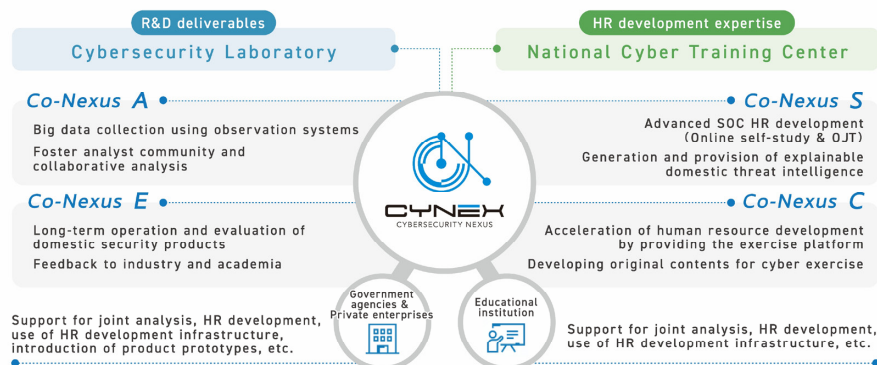 R&D deliverables
Cybersecurity Laboratory
HR development expertise
National Cyber Training Center
Co-Nexus A
Big data collection using observation systems
Foster analyst community and
collaborative analysis
Co-Nexus S
Advanced SOC HR development
(Online self-study & OJT)
Generation and provision of explainable
domestic threat intelligence
CYNEX
CYBERSECURITY NEXUS
Co-Nexus E
Long-term operation and evaluation of
domestic security products
Feedback to industry and academia
Co-Nexus C
Acceleration of human resource development
by providing the exercise platform
Developing original contents for cyber exercise
Government
agencies &
Private enterprises
Educational
institution
Support for joint analysis, HR development,
use of HR development infrastructure,
introduction of product prototypes, etc.
Support for joint analysis, HR development,
use of HR development infrastructure, etc.